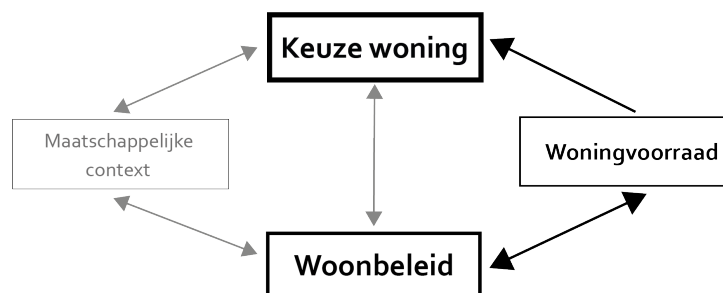 Keuze woning
Maatschappelijke
context
Woningvoorraad
Woonbeleid